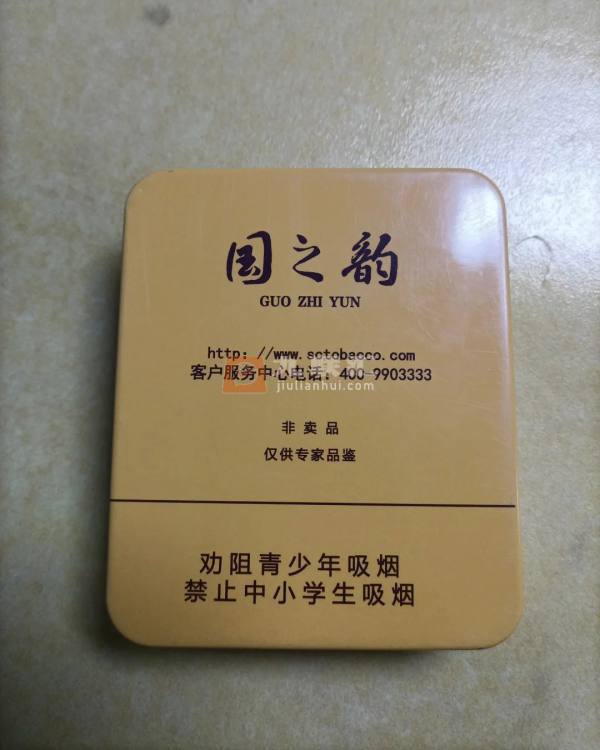 国之韵
GUO ZHI YUN
http: //www.sctobacco.com
客户服务中心电话: 400-9903333
jiulianhui.com
非卖品
仅供专家品鉴
劝阻青少年吸烟
禁止中小学生吸烟